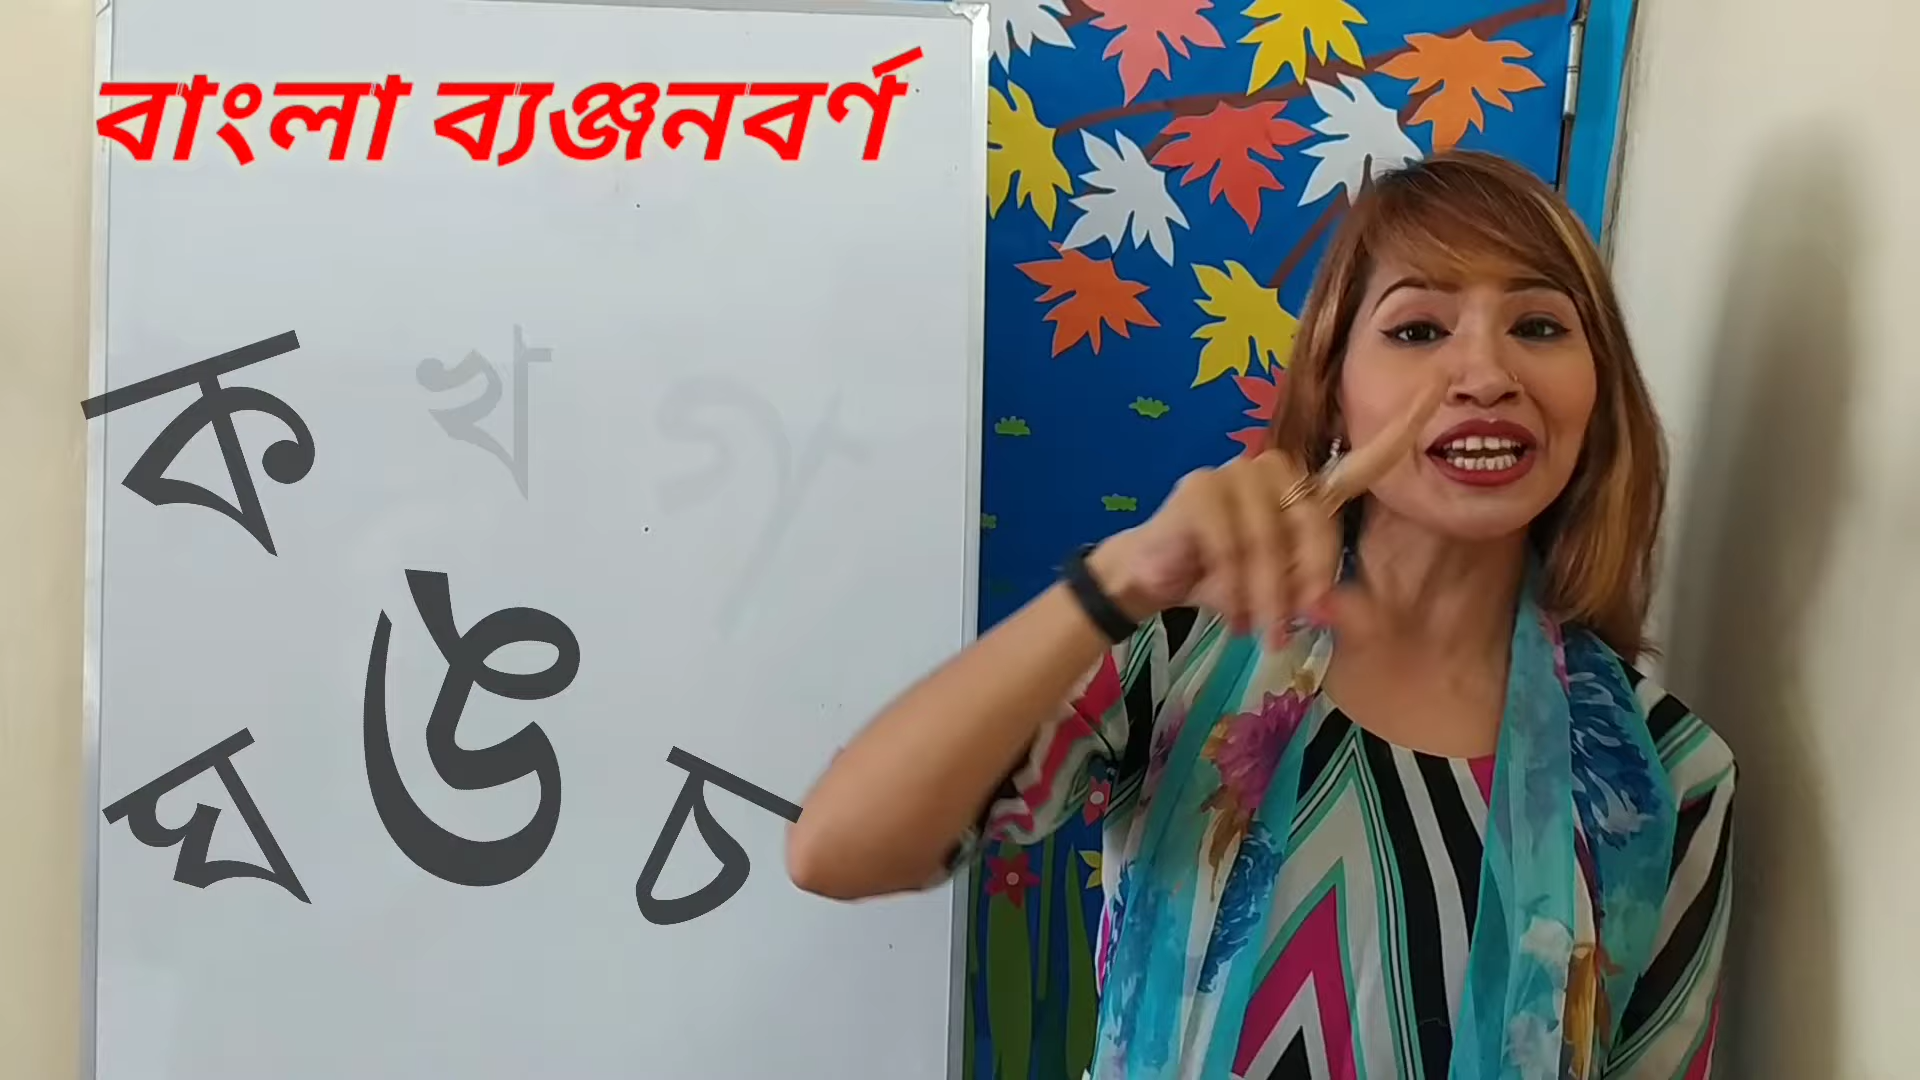 বাংলা ব্যঞ্জনবর্ণ
ক খ গ
ঘ ঙ চ